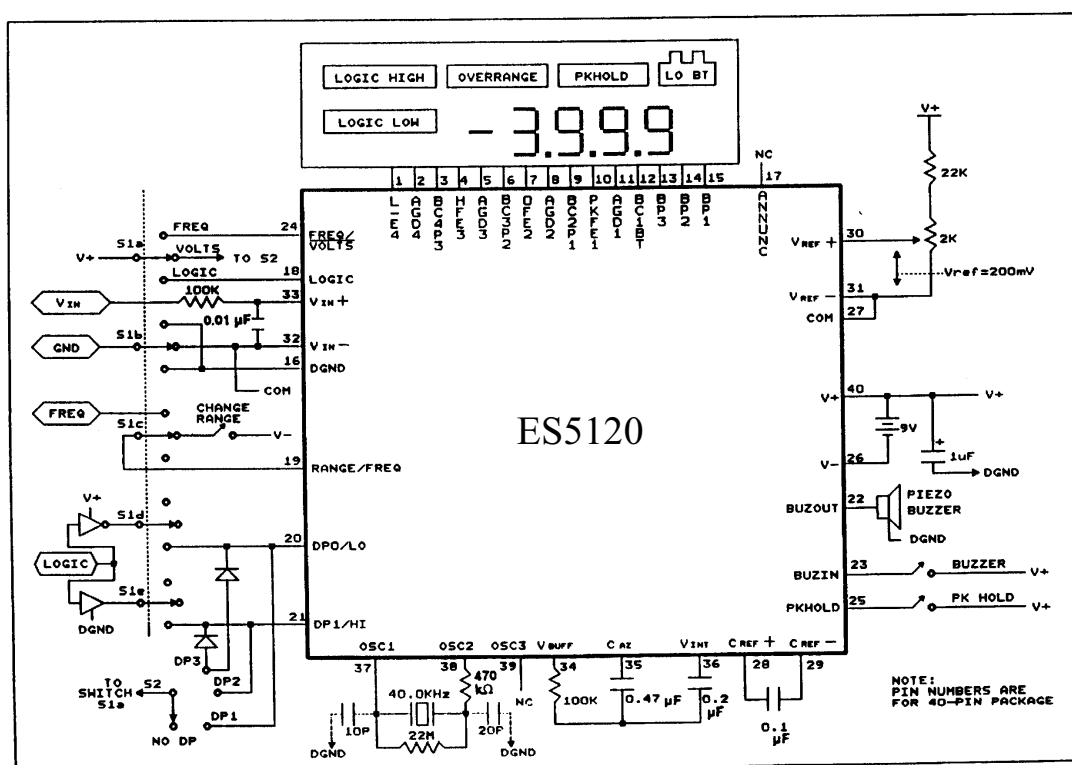 LOGIC HIGH
OVERRANGE
PKHOLD
LO BT
LOGIC LOW
-3.9.9.9
V+
NC
1 2 3 4 5 6 7 8 9 10 11 12 13 14 15
17
L-E4
AGD4
BC4P3
HFE3
AGD3
BC3P2
OFE2
AGD2
BC2P1
PKFE1
AGD1
BC1BT
BP3
BP2
BP1
ANNUNC
22K
FREQ
24
FREQ/
VOLTS
S1a
VOLTS
V+
TO S2
LOGIC
18
LOGIC
VREF +
30
2K
Vref=200mV
100K
VIN
33
VIN+
VREF -
31
COM
27
0.01 µF
S1b
GND
32
VIN-
16
DGND
COM
FREQ
CHANGE
RANGE
S1c
V-
19
RANGE/FREQ
ES5120
V+
40
V+
9V
+
1uF
V-
26
DGND
BUZOUT
22
PIEZO
BUZZER
DGND
V+
S1d
20
DP0/LO
LOGIC
S1e
DGND
21
DP1/HI
BUZIN
23
BUZZER
V+
PKHOLD
25
PK HOLD
V+
DP3
DP2
TO
SWITCH
S1a
S2
DP1
NO DP
OSC1
OSC2
OSC3
VBUFF
CAZ
VINT
CREF +
CREF -
37
38
39
34
35
36
28
29
470
kΩ
NC
40.0KHz
10P
20P
22M
DGND
DGND
100K
0.47 µF
0.2
µF
0.1
µF
NOTE:
PIN NUMBERS ARE
FOR 40-PIN PACKAGE